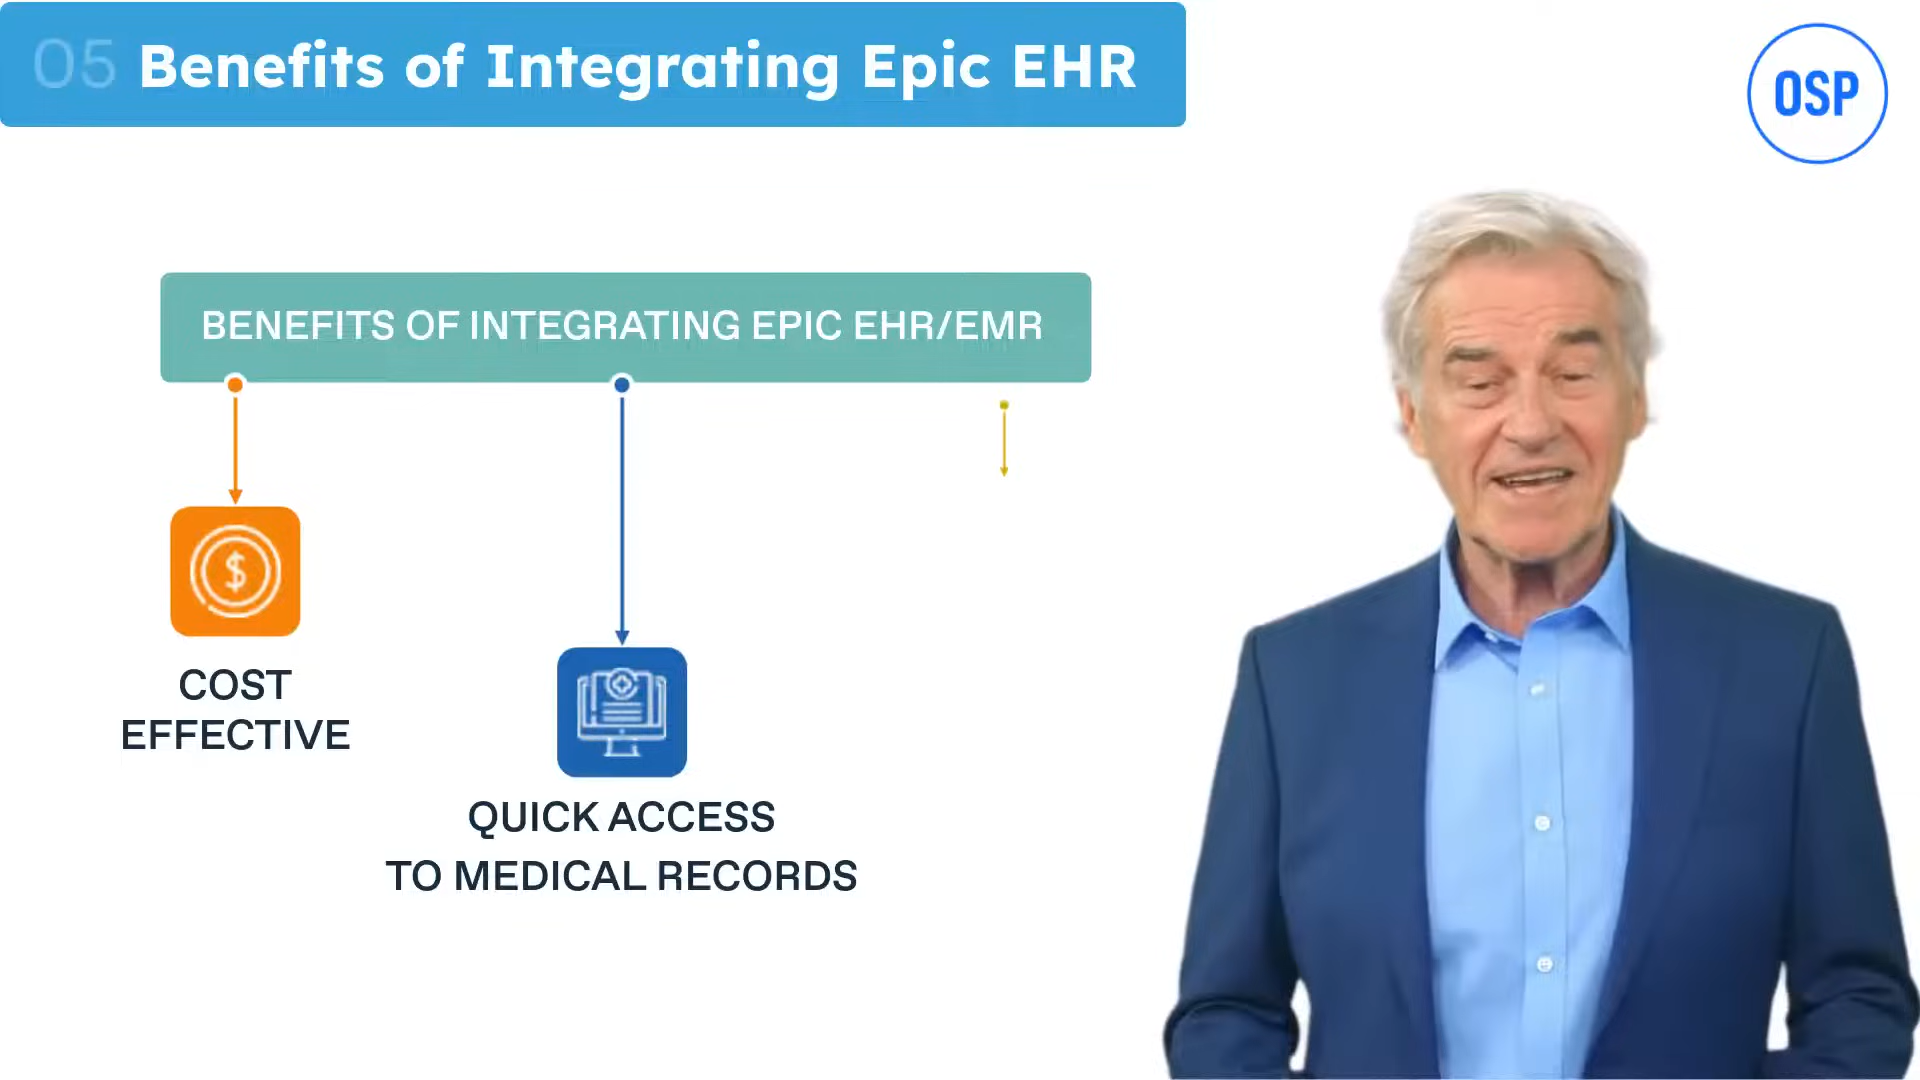 05 Benefits of Integrating Epic EHR
OSP
BENEFITS OF INTEGRATING EPIC EHR/EMR
$
COST
EFFECTIVE
QUICK ACCESS
TO MEDICAL RECORDS